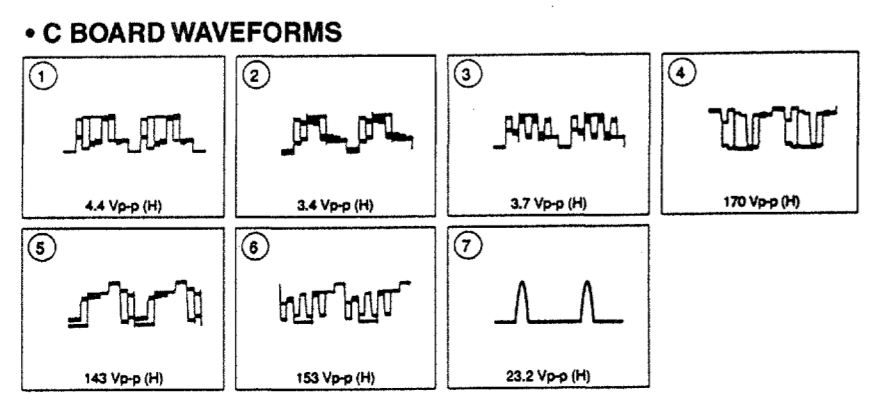 • C BOARD WAVEFORMS
1 2 3 4
4.4 Vp-p (H) 3.4 Vp-p (H) 3.7 Vp-p (H) 170 Vp-p (H)
5 6 7
143 Vp-p (H) 153 Vp-p (H) 23.2 Vp-p (H)